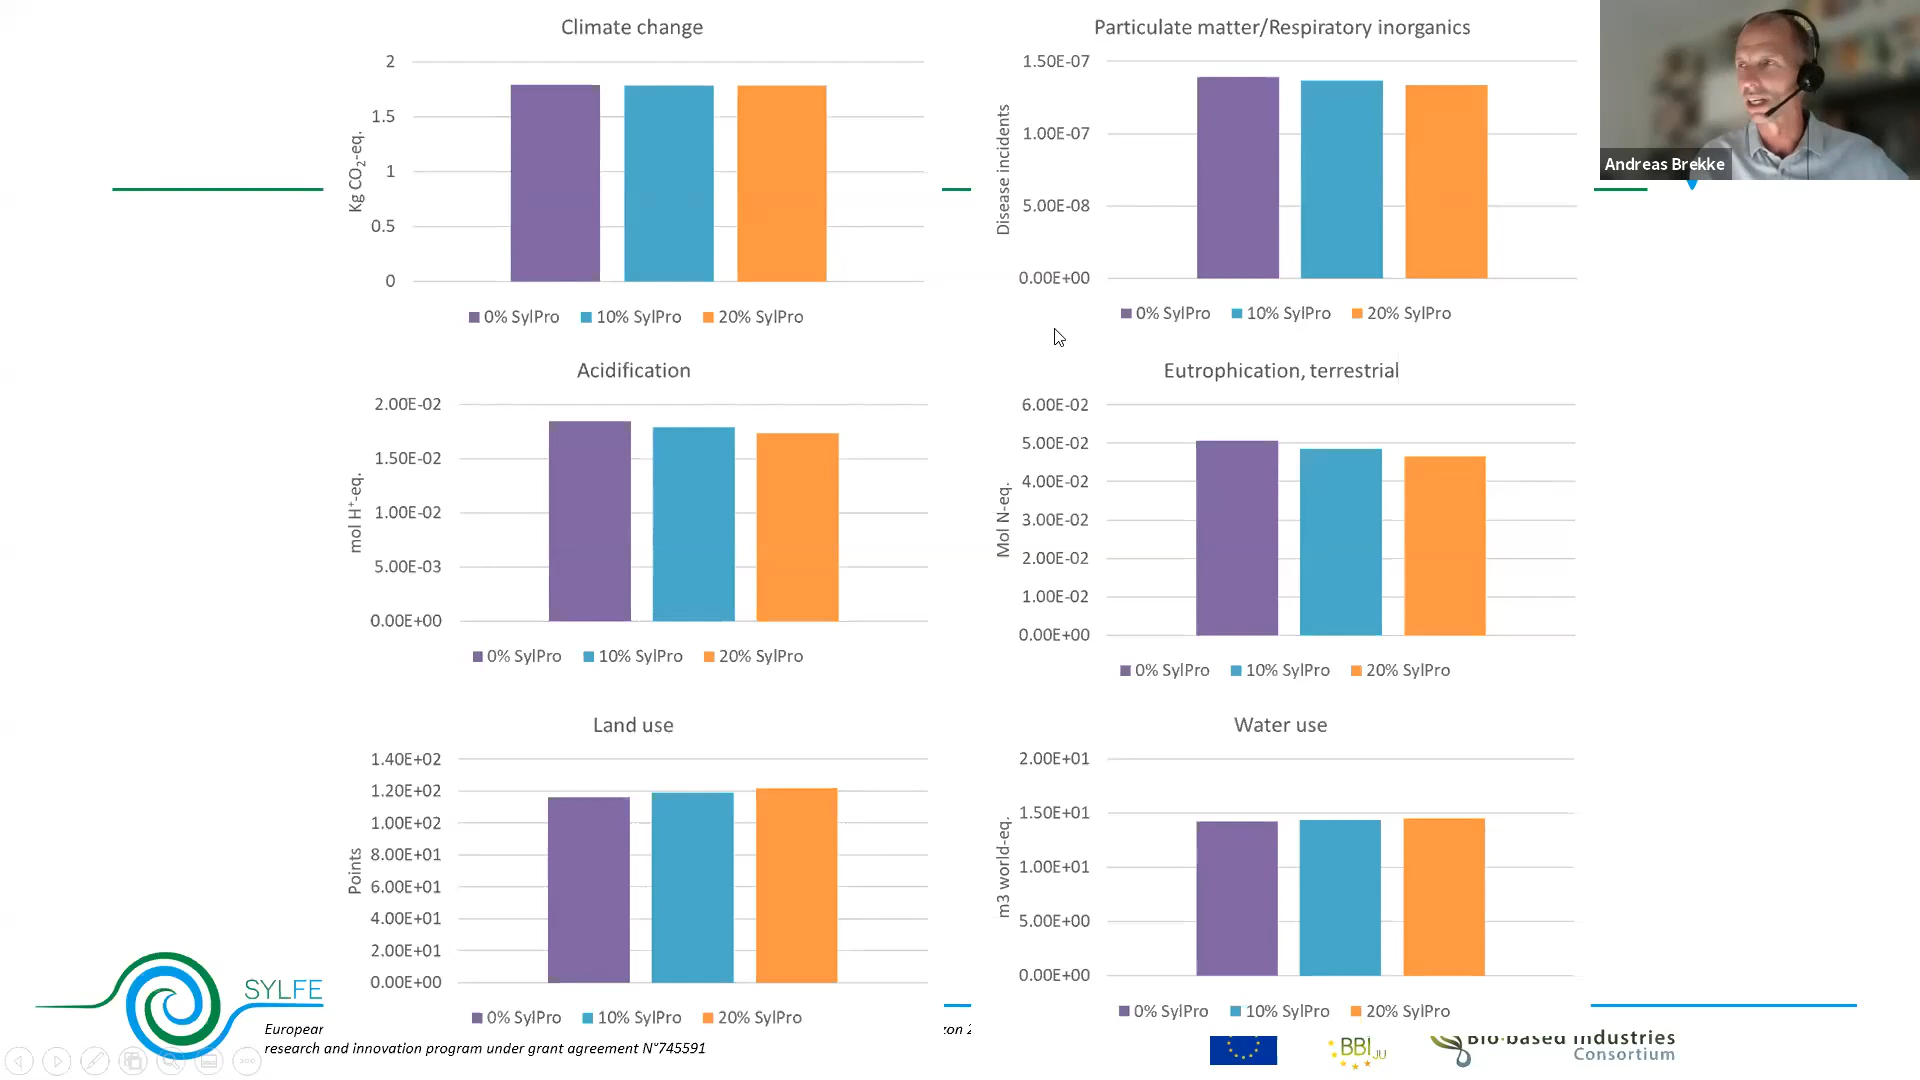 Climate change
2
1.5
1
0.5
0
Kg CO2-eq.
0% SylPro 10% SylPro 20% SylPro
Particulate matter/Respiratory inorganics
1.50E-07
1.00E-07
5.00E-08
0.00E+00
Disease incidents
0% SylPro 10% SylPro 20% SylPro
Andreas Brekke
Acidification
2.00E-02
1.50E-02
1.00E-02
5.00E-03
0.00E+00
mol H+-eq.
0% SylPro 10% SylPro 20% SylPro
Eutrophication, terrestrial
6.00E-02
5.00E-02
4.00E-02
3.00E-02
2.00E-02
1.00E-02
0.00E+00
Mol N-eq.
0% SylPro 10% SylPro 20% SylPro
Land use
1.40E+02
1.20E+02
1.00E+02
8.00E+01
6.00E+01
4.00E+01
2.00E+01
0.00E+00
Points
0% SylPro 10% SylPro 20% SylPro
Water use
2.00E+01
1.50E+01
1.00E+01
5.00E+00
0.00E+00
m3 world-eq.
0% SylPro 10% SylPro 20% SylPro
SYLFE
European
zon 2
research and innovation program under grant agreement N°745591
BBI JU
Bio-based Industries
Consortium